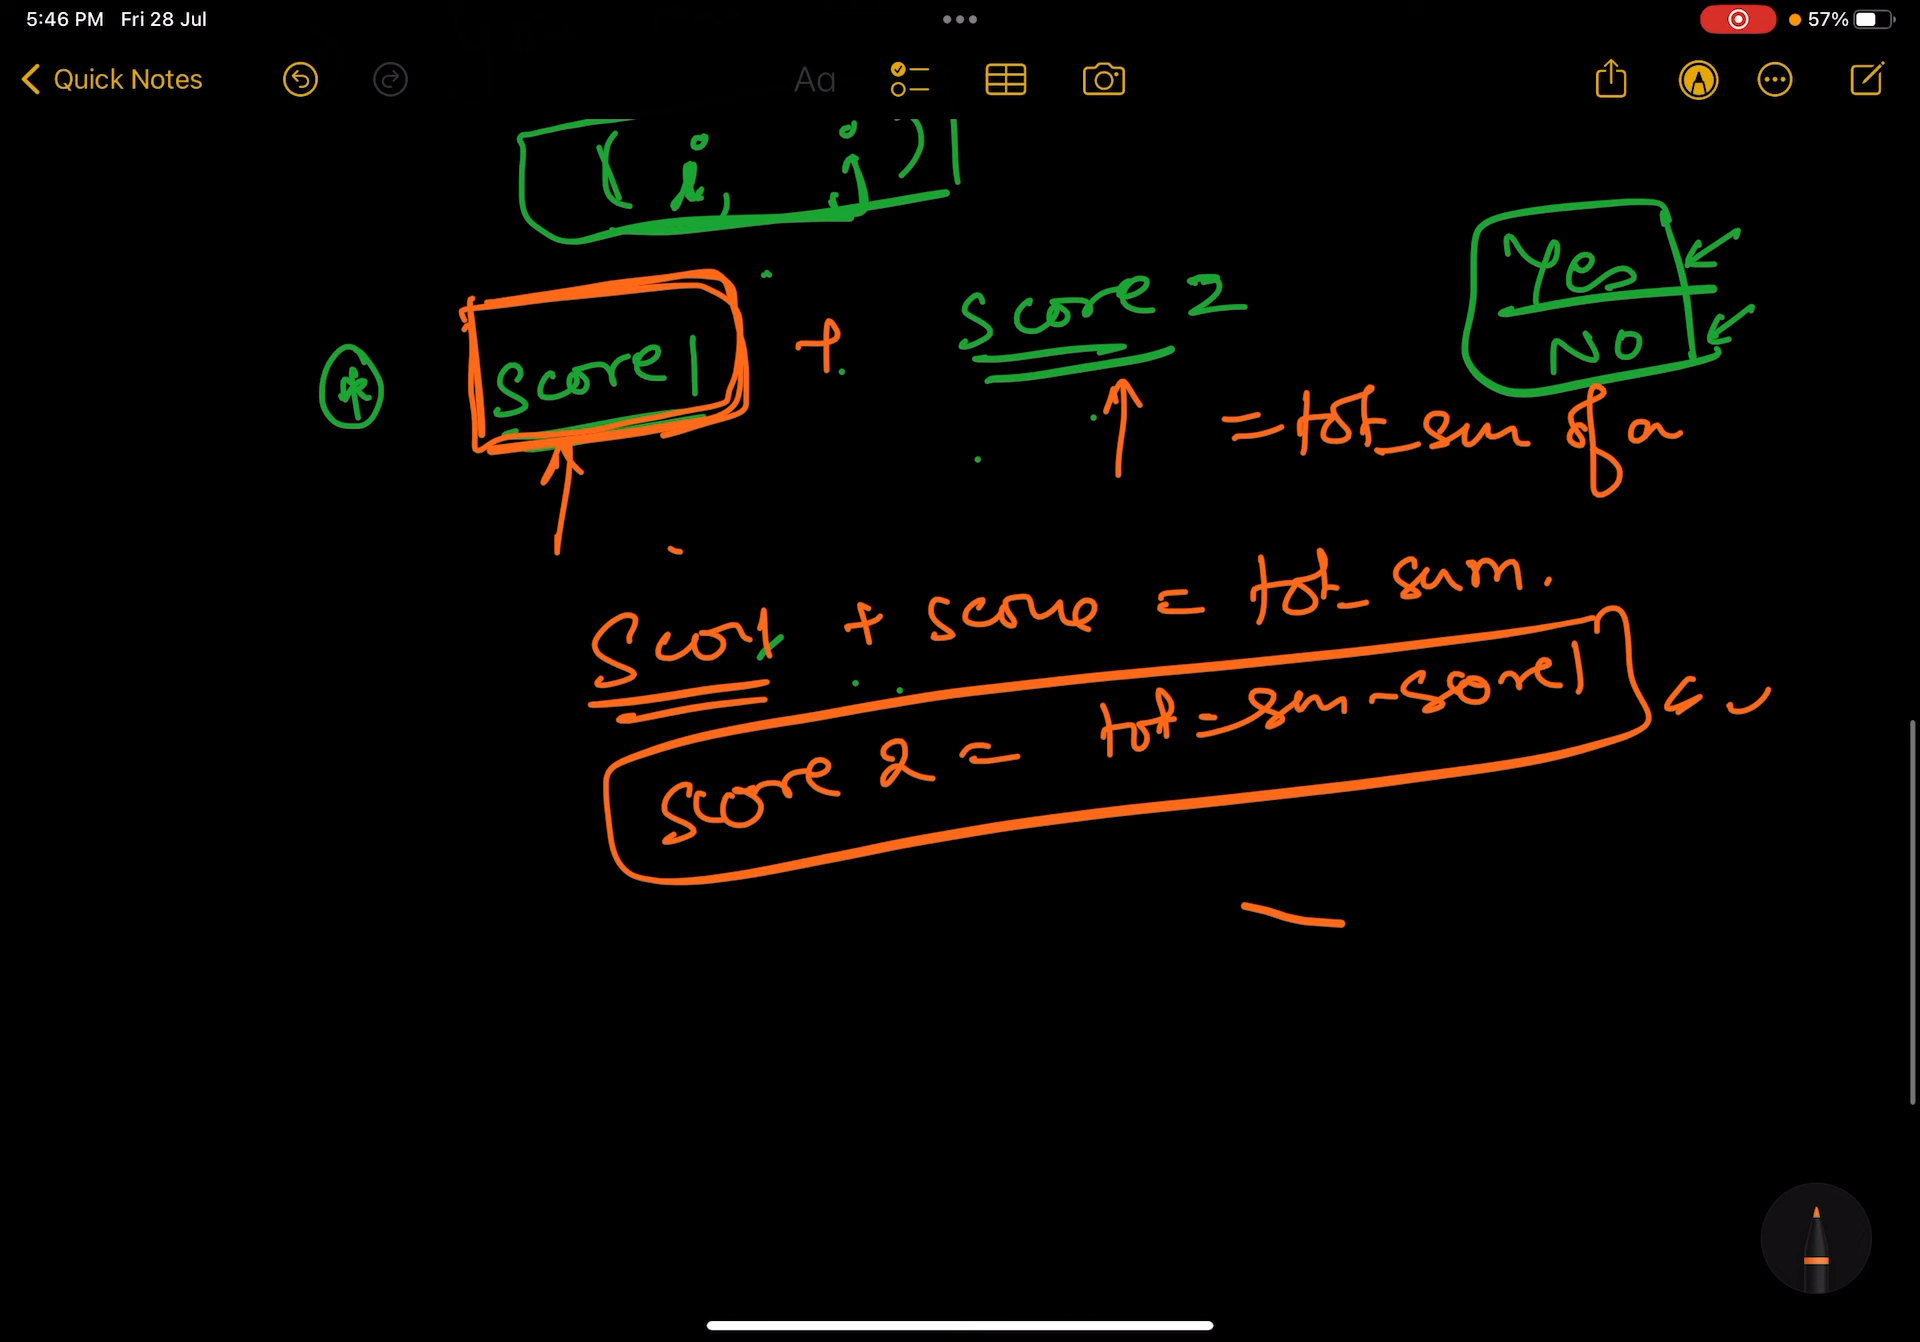 5:46 PM Fri 28 Jul
57%
Quick Notes
Aa
( i, j )
Score1 + Score 2
Yes
No
= tot_sum of a
Scor1 + score = tot_sum.
Score 2 = tot_sum - score1